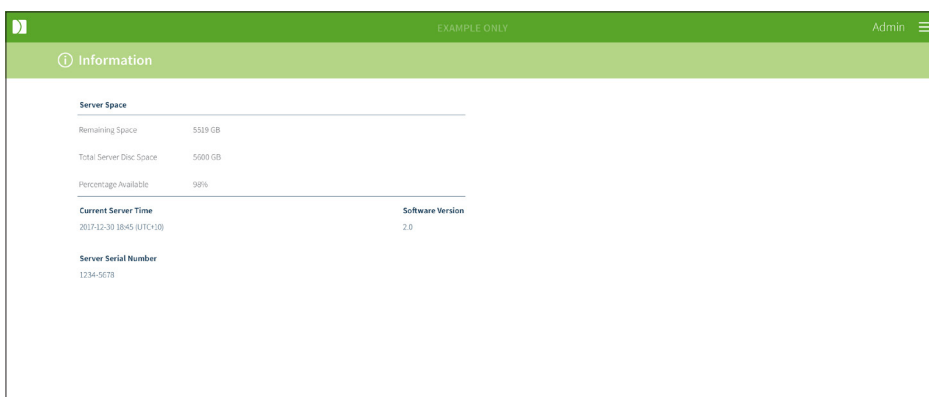 EXAMPLE ONLY
Admin
Information
Server Space
Remaining Space 5519 GB
Total Server Disc Space 5600 GB
Percentage Available 98%
Current Server Time Software Version
2017-12-30 18:45 (UTC+10) 2.0
Server Serial Number
1234-5678